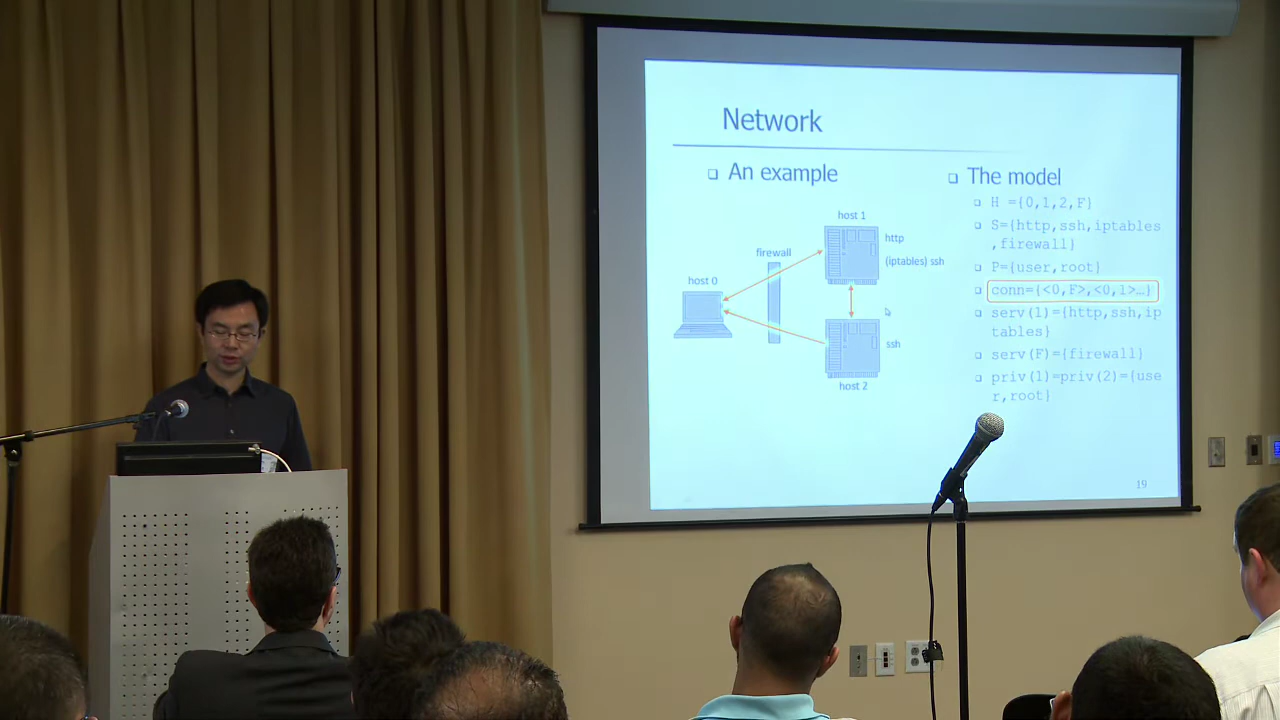 Network
An example
host 1
http
(iptables) ssh
firewall
host 0
ssh
host 2
The model
H ={0,1,2,F}
S={http,ssh,iptables
,firewall}
P={user,root}
conn={<0,F>,<0,1>…}
serv(1)={http,ssh,ip
tables}
serv(F)={firewall}
priv(1)=priv(2)={use
r,root}
19